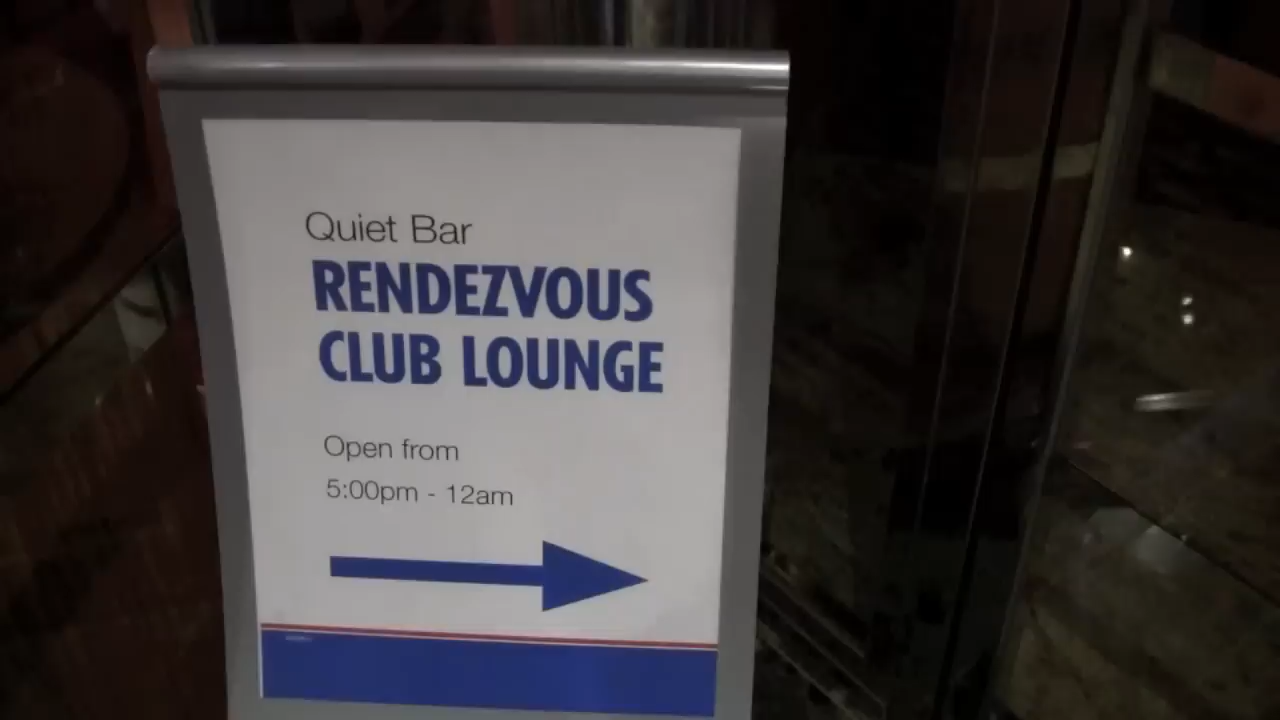 Quiet Bar
RENDEZVOUS
CLUB LOUNGE
Open from
5:00pm - 12am